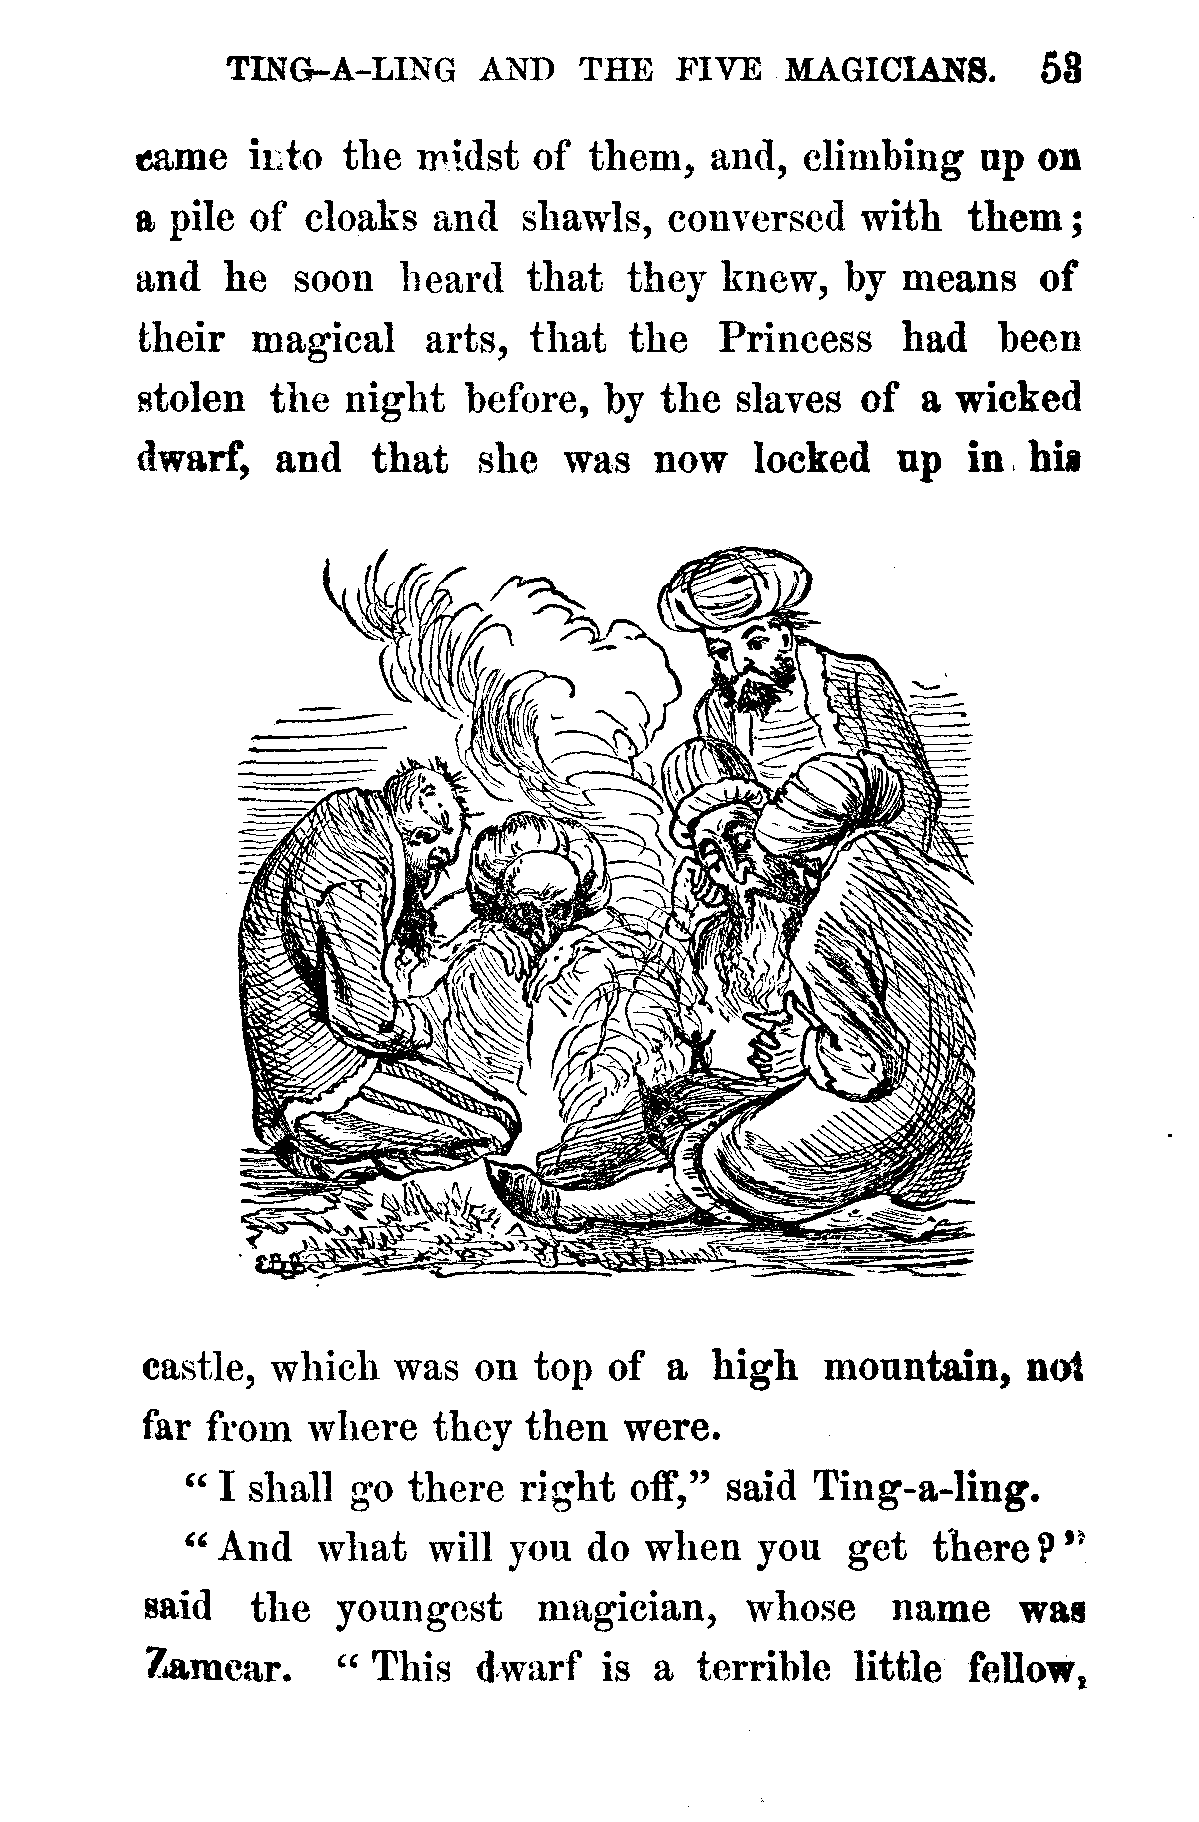 TING-A-LING AND THE FIVE MAGICIANS. 53
came into the midst of them, and, climbing up on
a pile of cloaks and shawls, conversed with them;
and he soon heard that they knew, by means of
their magical arts, that the Princess had been
stolen the night before, by the slaves of a wicked
dwarf, and that she was now locked up in his
castle, which was on top of a high mountain, not
far from where they then were.
“I shall go there right off,” said Ting-a-ling.
“And what will you do when you get there?”
said the youngest magician, whose name was
Zamcar. “This dwarf is a terrible little fellow,